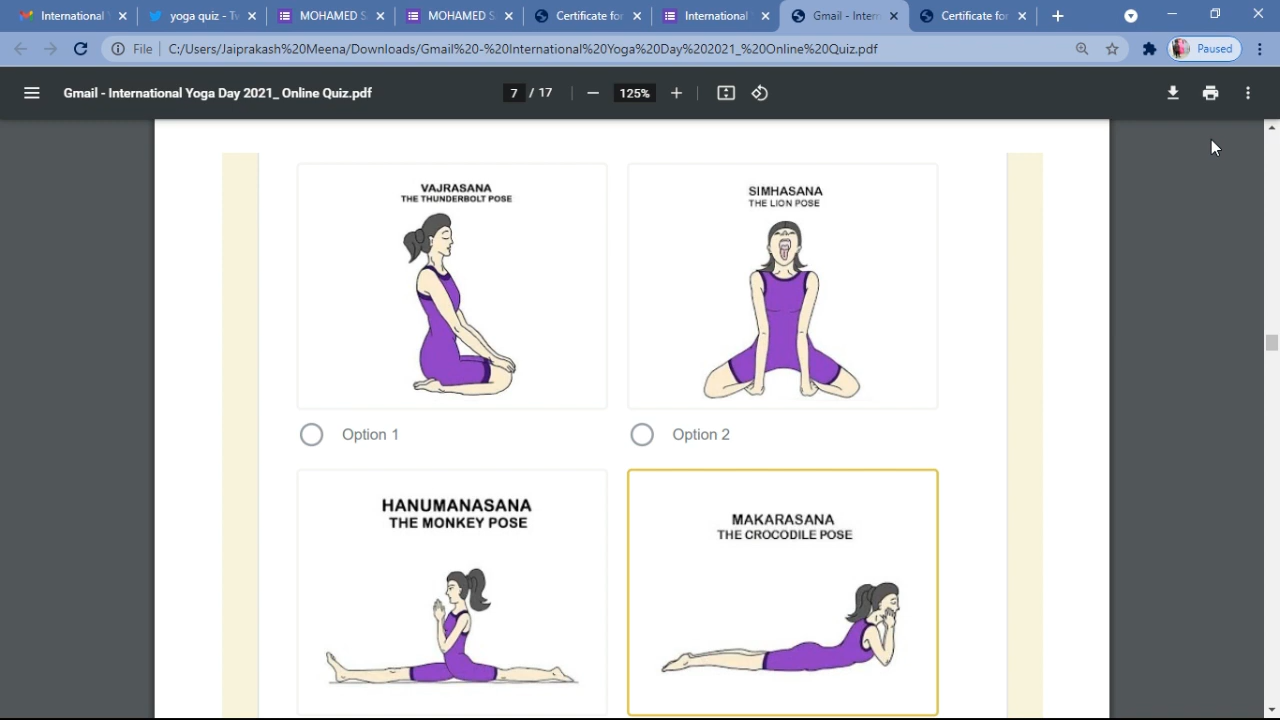 International
yoga quiz - Tw
MOHAMED S
MOHAMED S
Certificate for
International
Gmail - Intern
Certificate for
File
C:/Users/Jaiprakash%20Meena/Downloads/Gmail%20-%20International%20Yoga%20Day%202021_%20Online%20Quiz.pdf
Paused
Gmail - International Yoga Day 2021_ Online Quiz.pdf
7 / 17
125%
VAJRASANA
THE THUNDERBOLT POSE
SIMHASANA
THE LION POSE
Option 1
Option 2
HANUMANASANA
THE MONKEY POSE
MAKARASANA
THE CROCODILE POSE